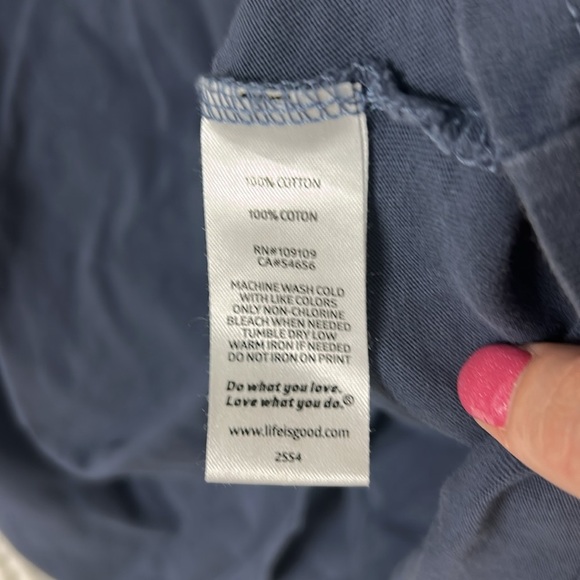 100% COTTON
100% COTON
RN#109109
CA#54656
MACHINE WASH COLD
WITH LIKE COLORS
ONLY NON-CHLORINE
BLEACH WHEN NEEDED
TUMBLE DRY LOW
WARM IRON IF NEEDED
DO NOT IRON ON PRINT
Do what you love.
Love what you do.®
www.lifeisgood.com
2554